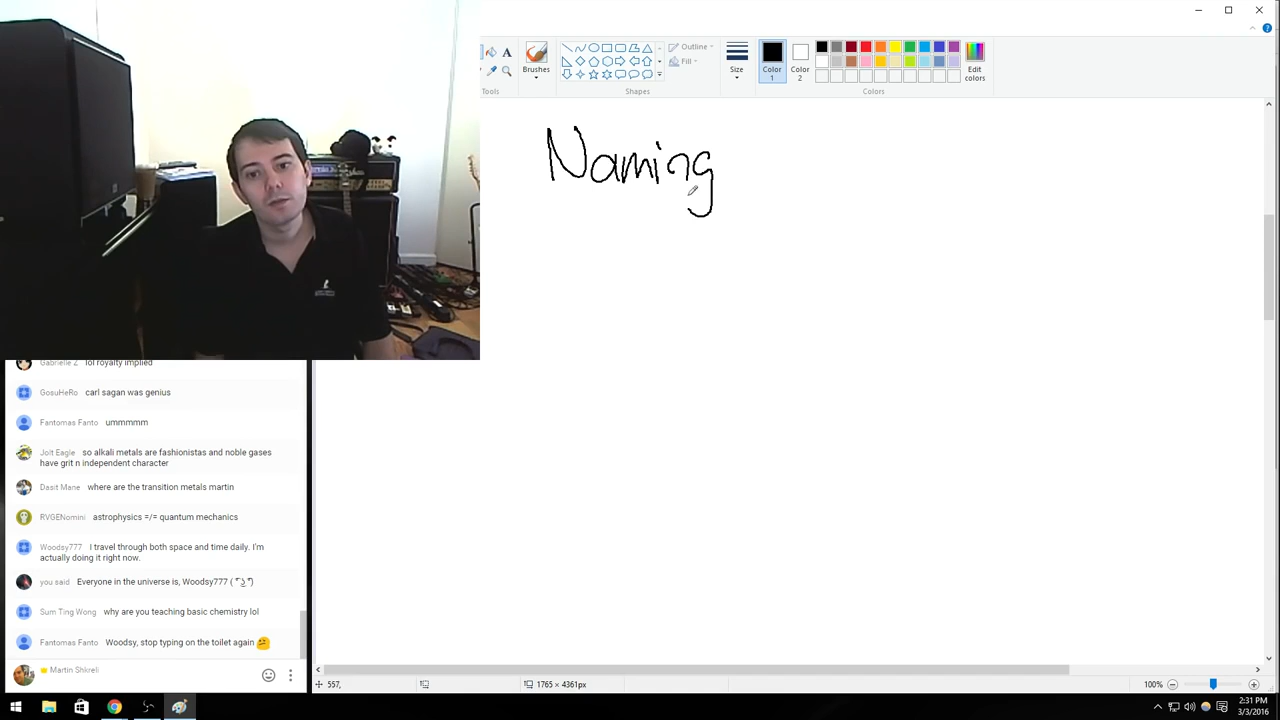 Tools
A
Brushes
Outline
Fill
Shapes
Size
Color
1
Color
2
Edit
colors
Colors
Naming
Gabrielle Z lol royalty implied
GosuHeRo carl sagan was genius
Fantomas Fanto ummmmm
Jolt Eagle so alkali metals are fashionistas and noble gases
have grit n independent character
Dasit Mane where are the transition metals martin
RVGENomini astrophysics =/= quantum mechanics
Woodsy777 I travel through both space and time daily. I'm
actually doing it right now.
you said Everyone in the universe is, Woodsy777 ( ͡° ͜ʖ ͡°)
Sum Ting Wong why are you teaching basic chemistry lol
Fantomas Fanto Woodsy, stop typing on the toilet again 🤔
Martin Shkreli
557,
1765 × 4361px
100%
2:31 PM
3/3/2016